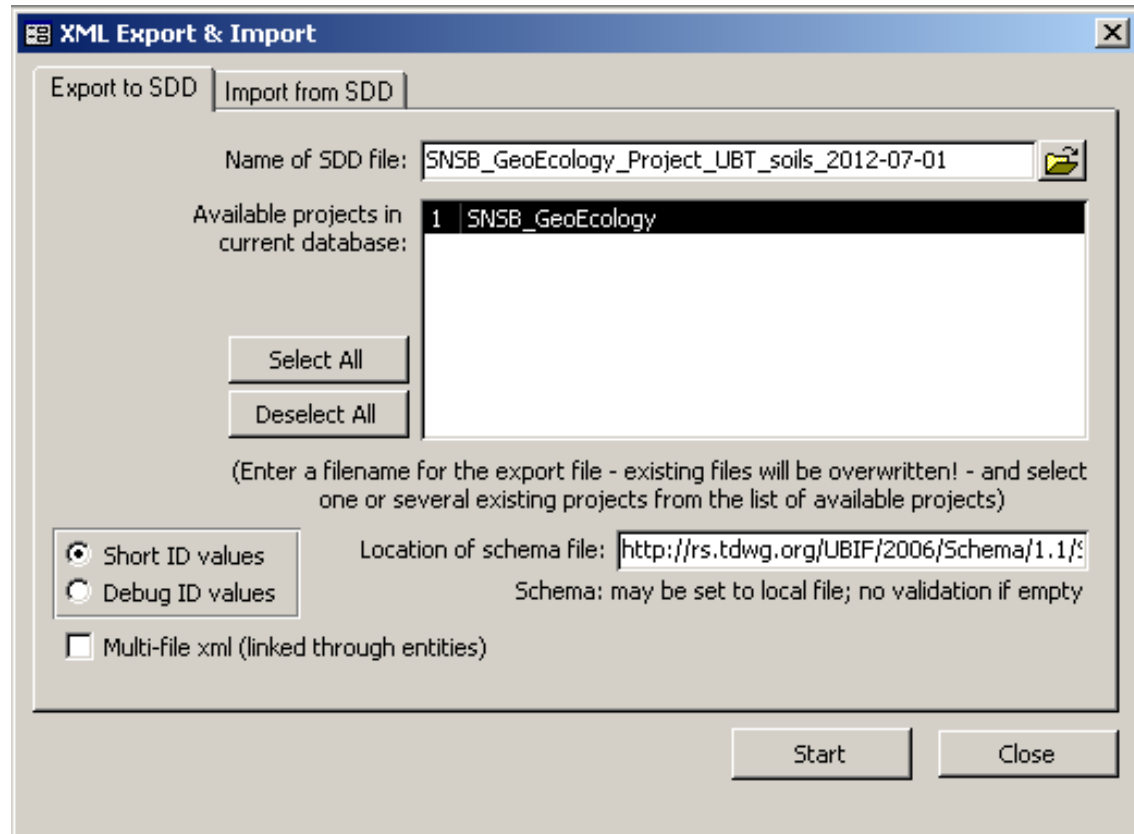 XML Export & Import
Export to SDD
Import from SDD
Name of SDD file: SNSB_GeoEcology_Project_UBT_soils_2012-07-01
Available projects in
current database:
1 SNSB_GeoEcology
Select All
Deselect All
(Enter a filename for the export file - existing files will be overwritten! - and select
one or several existing projects from the list of available projects)
Short ID values
Debug ID values
Location of schema file: http://rs.tdwg.org/UBIF/2006/Schema/1.1/
Schema: may be set to local file; no validation if empty
Multi-file xml (linked through entities)
Start
Close